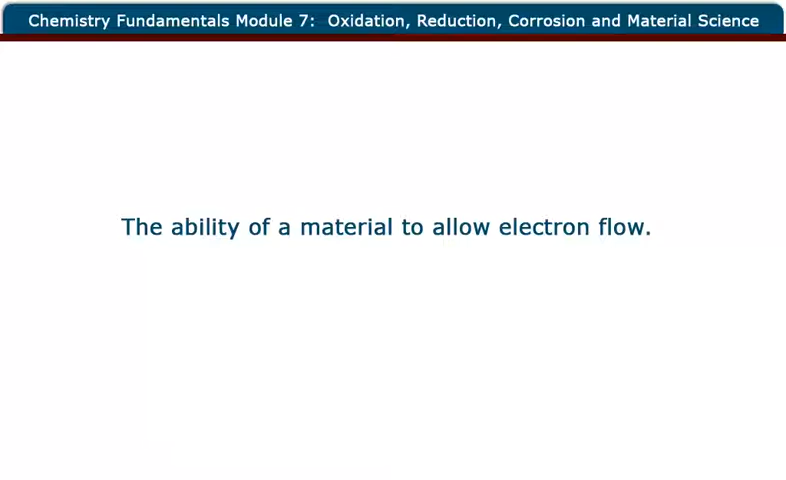 Chemistry Fundamentals Module 7:  Oxidation, Reduction, Corrosion and Material Science
The ability of a material to allow electron flow.